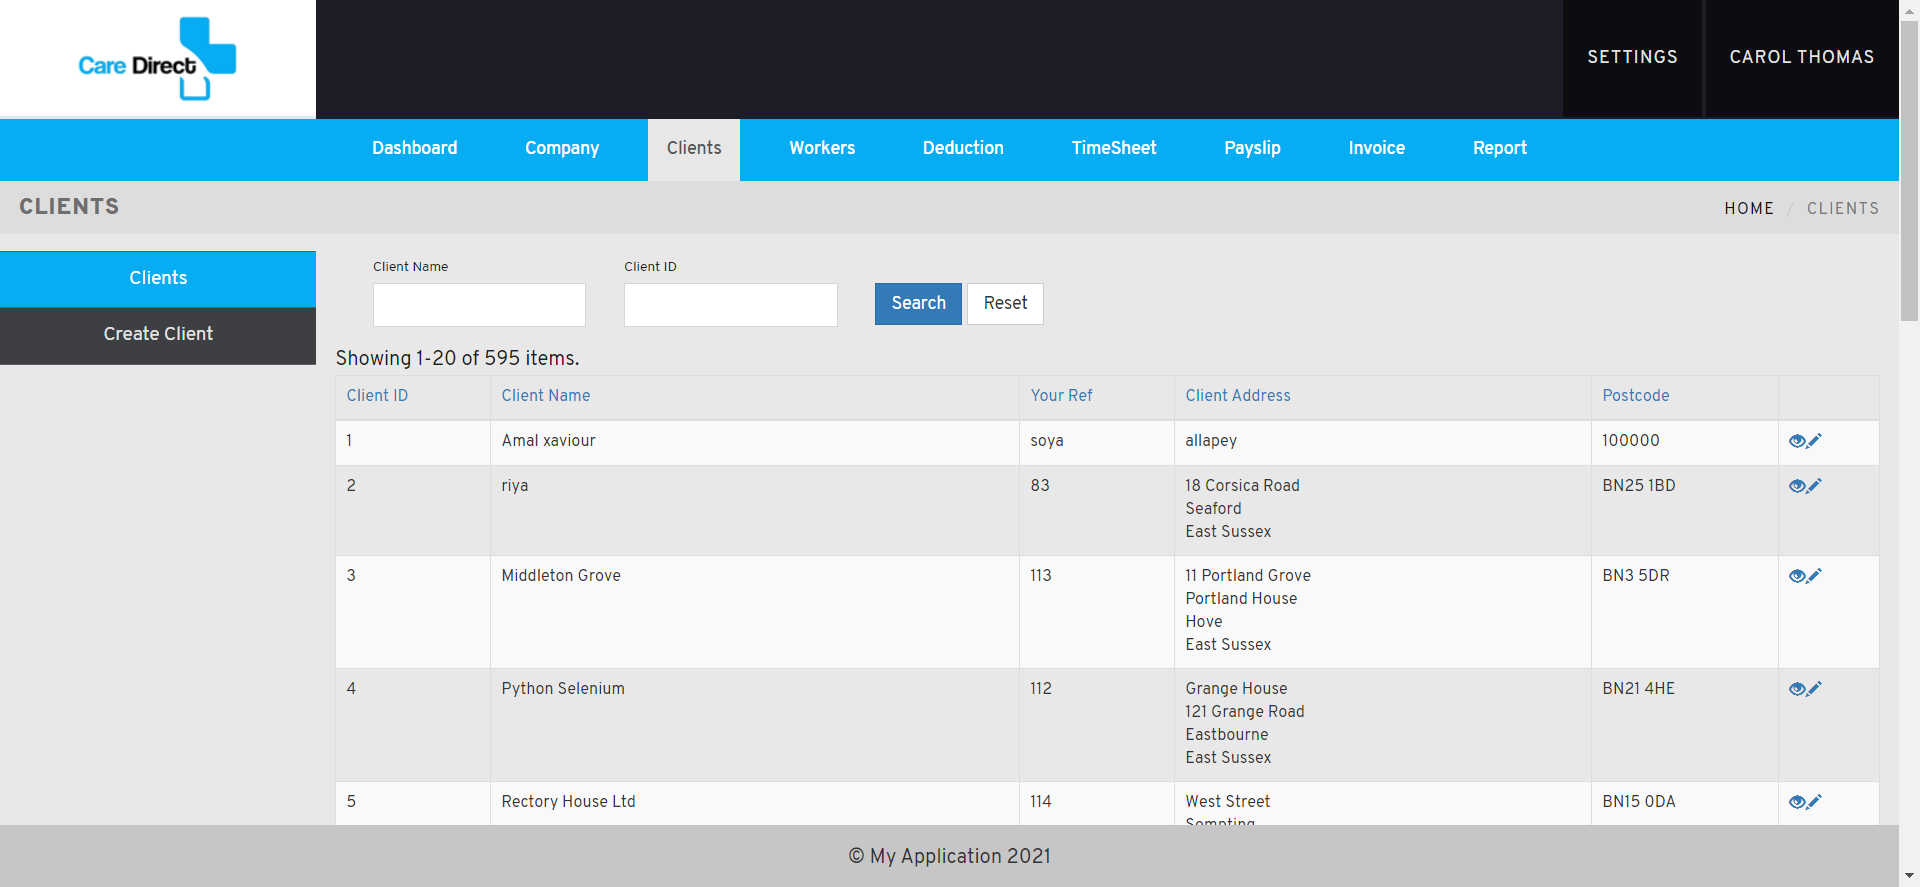 Care Direct
SETTINGS
CAROL THOMAS
Dashboard
Company
Clients
Workers
Deduction
TimeSheet
Payslip
Invoice
Report
CLIENTS
HOME / CLIENTS
Clients
Create Client
Client Name
Client ID
Search
Reset
Showing 1-20 of 595 items.
Client ID Client Name Your Ref Client Address Postcode
1 Amal xaviour soya allapey 100000
2 riya 83 18 Corsica Road BN25 1BD
Seaford
East Sussex
3 Middleton Grove 113 11 Portland Grove BN3 5DR
Portland House
Hove
East Sussex
4 Python Selenium 112 Grange House BN21 4HE
121 Grange Road
Eastbourne
East Sussex
5 Rectory House Ltd 114 West Street BN15 0DA
Sompting
© My Application 2021